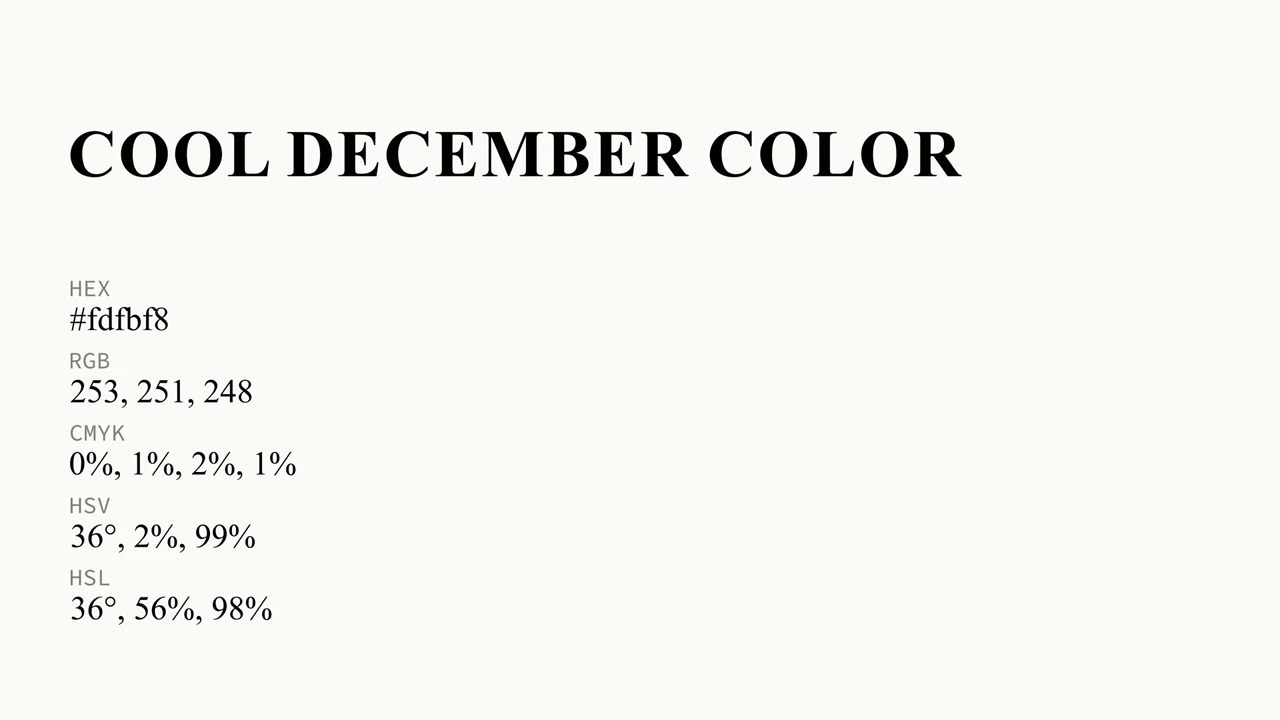 COOL DECEMBER COLOR
HEX
#fdfbf8
RGB
253, 251, 248
CMYK
0%, 1%, 2%, 1%
HSV
36°, 2%, 99%
HSL
36°, 56%, 98%